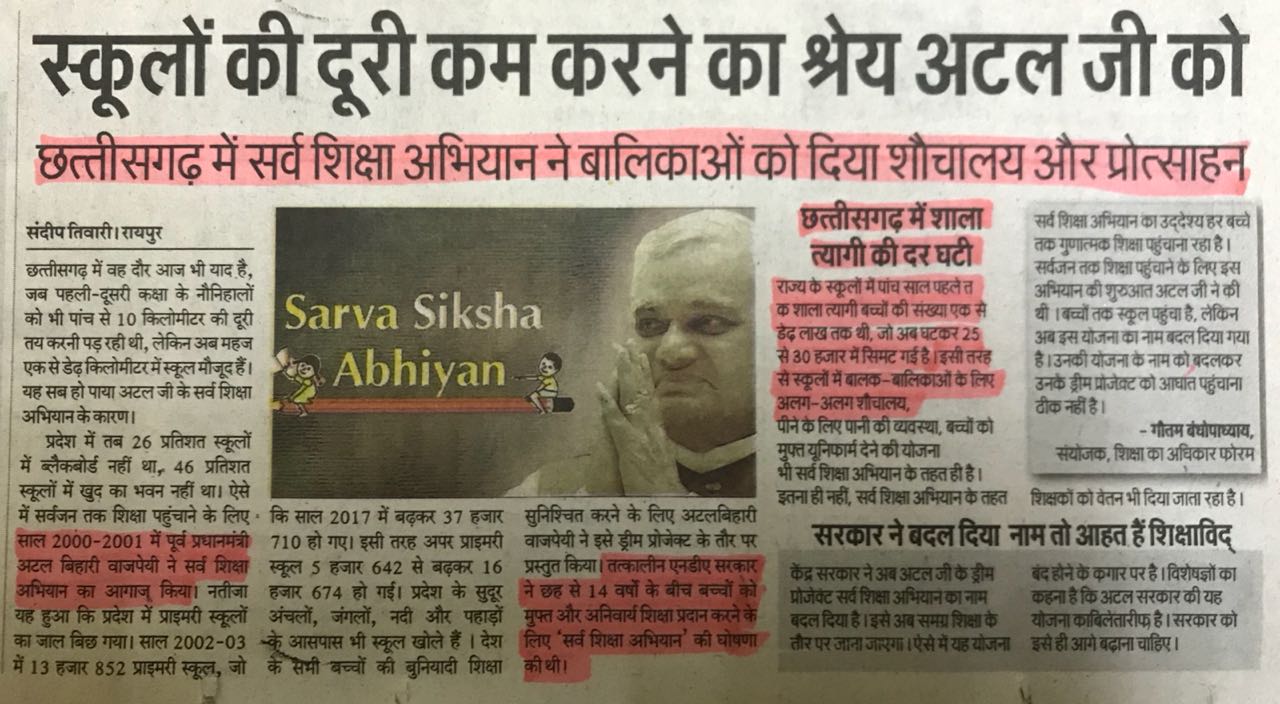 स्कूलों की दूरी कम करने का श्रेय अटल जी को
छत्तीसगढ़ में सर्व शिक्षा अभियान ने बालिकाओं को दिया शौचालय और प्रोत्साहन
संदीप तिवारी। रायपुर
छत्तीसगढ़ में वह दौर आज भी याद है,
जब पहली-दूसरी कक्षा के नौनिहालों
को भी पांच से 10 किलोमीटर की दूरी
तय करनी पड़ रही थी, लेकिन अब महज
एक से डेढ़ किलोमीटर में स्कूल मौजूद हैं।
यह सब हो पाया अटल जी के सर्व शिक्षा
अभियान के कारण।
प्रदेश में तब 26 प्रतिशत स्कूलों
में ब्लैकबोर्ड नहीं था, 46 प्रतिशत
स्कूलों में खुद का भवन नहीं था। ऐसे
में सर्वजन तक शिक्षा पहुंचाने के लिए
साल 2000-2001 में पूर्व प्रधानमंत्री
अटल बिहारी वाजपेयी ने सर्व शिक्षा
अभियान का आगाज़ किया। नतीजा
यह हुआ कि प्रदेश में प्राइमरी स्कूलों
का जाल बिछ गया। साल 2002-03
में 13 हजार 852 प्राइमरी स्कूल, जो
Sarva Siksha
Abhiyan
कि साल 2017 में बढ़कर 37 हजार
710 हो गए। इसी तरह अपर प्राइमरी
स्कूल 5 हजार 642 से बढ़कर 16
हजार 674 हो गई। प्रदेश के सुदूर
अंचलों, जंगलों, नदी और पहाड़ों
के आसपास भी स्कूल खोले हैं। देश
के सभी बच्चों की बुनियादी शिक्षा
सुनिश्चित करने के लिए अटलबिहारी
वाजपेयी ने इसे ड्रीम प्रोजेक्ट के तौर पर
प्रस्तुत किया। तत्कालीन एनडीए सरकार
ने छह से 14 वर्षो के बीच बच्चों को
मुफ्त और अनिवार्य शिक्षा प्रदान करने के
लिए 'सर्व शिक्षा अभियान' की घोषणा
की थी।
छत्तीसगढ़ में शाला
त्यागी की दर घटी
राज्य के स्कूलों में पांच साल पहले त
क शाला त्यागी बच्चों की संख्या एक से
डेढ़ लाख तक थी, जो अब घटकर 25
से 30 हजार में सिमट गई है। इसी तरह
से स्कूलों में बालक-बालिकाओं के लिए
अलग-अलग शौचालय,
पीने के लिए पानी की व्यवस्था, बच्चों को
मुफ्त यूनिफार्म देने की योजना
भी सर्व शिक्षा अभियान के तहत ही है।
इतना ही नहीं, सर्व शिक्षा अभियान के तहत
शिक्षकों को वेतन भी दिया जाता रहा है।
सर्व शिक्षा अभियान का उद्देश्य हर बच्चे
तक गुणात्मक शिक्षा पहुंचाना रहा है।
सर्वजन तक शिक्षा पहुंचाने के लिए इस
अभियान की शुरुआत अटल जी ने की
थी। बच्चों तक स्कूल पहुंचा है, लेकिन
अब इस योजना का नाम बदल दिया गया
है। उनकी योजना के नाम को बदलकर
उनके ड्रीम प्रोजेक्ट को आघात पहुंचाना
ठीक नहीं है।
- गौतम बंधोपाध्याय,
संयोजक, शिक्षा का अधिकार फोरम
सरकार ने बदल दिया नाम तो आहत हैं शिक्षाविद्
केंद्र सरकार ने अब अटल जी के ड्रीम
प्रोजेक्ट सर्व शिक्षा अभियान का नाम
बदल दिया है। इसे अब समग्र शिक्षा के
तौर पर जाना जाएगा। ऐसे में यह योजना
बंद होने के कगार पर है। विशेषज्ञों का
कहना है कि अटल सरकार की यह
योजना काबिलेतारीफ है। सरकार को
इसे ही आगे बढ़ाना चाहिए।